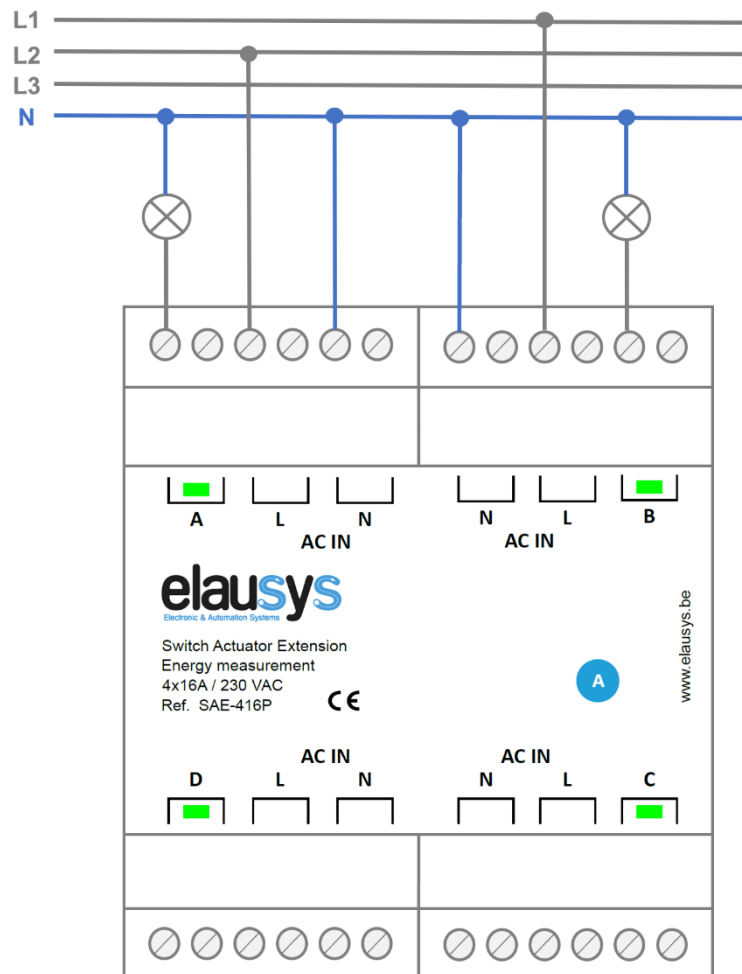 L1
L2
L3
N
A L N N L B
AC IN AC IN
elausys
Electronic & Automation Systems
Switch Actuator Extension
Energy measurement
4x16A / 230 VAC
Ref. SAE-416P CE
A
www.elausys.be
AC IN AC IN
D L N N L C